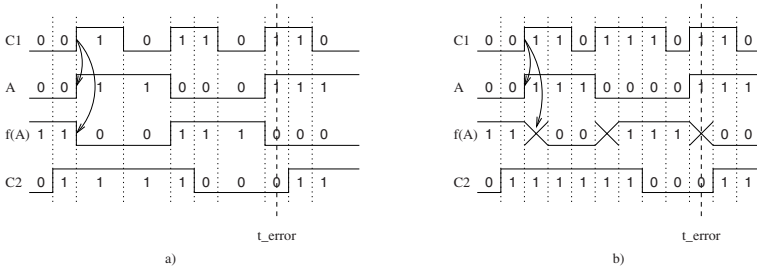 C1 0 0 1 0 1 1 0 1 1 0
A 0 0 1 1 0 0 0 1 1 1
f(A) 1 1 0 0 1 1 1 0 0 0
C2 0 1 1 1 1 0 0 0 1 1
t_error
a)
C1 0 0 1 1 0 1 1 1 0 1 1 0
A 0 0 1 1 1 0 0 0 0 1 1 1
f(A) 1 1 0 0 1 1 1 0 0
C2 0 1 1 1 1 1 1 0 0 0 1 1
t_error
b)